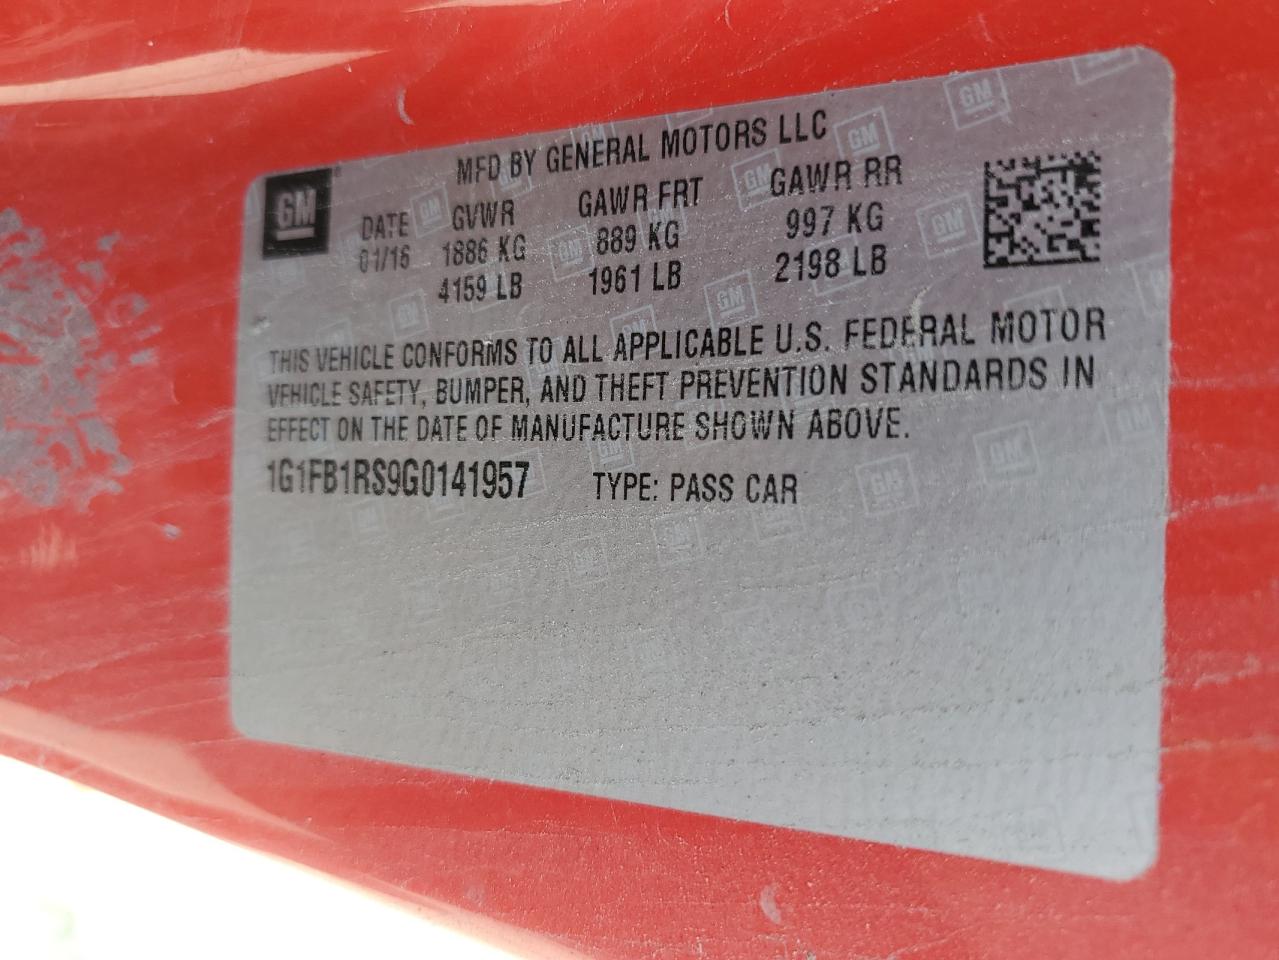 MFD BY GENERAL MOTORS LLC
GM
DATE GVWR GAWR FRT GAWR RR
01/16 1886 KG 889 KG 997 KG
4159 LB 1961 LB 2198 LB
THIS VEHICLE CONFORMS TO ALL APPLICABLE U.S. FEDERAL MOTOR
VEHICLE SAFETY, BUMPER, AND THEFT PREVENTION STANDARDS IN
EFFECT ON THE DATE OF MANUFACTURE SHOWN ABOVE.
1G1FB1RS9G0141957 TYPE: PASS CAR